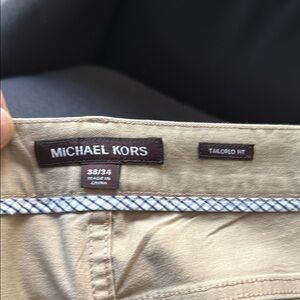 MICHAEL KORS
TAILORED FIT
38/34
MADE IN
CHINA